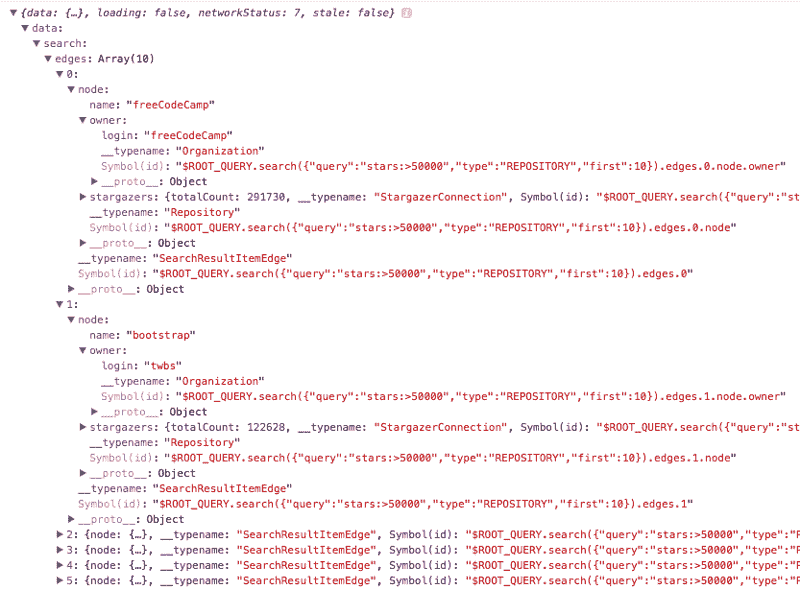 ▼{data: {…}, loading: false, networkStatus: 7, stale: false}
▼data:
▼search:
▼edges: Array(10)
▼0:
▼node:
name: "freeCodeCamp"
▼owner:
login: "freeCodeCamp"
__typename: "Organization"
Symbol(id): "$ROOT_QUERY.search({"query":"stars:>50000","type":"REPOSITORY","first":10}).edges.0.node.owner"
▶__proto__: Object
▶stargazers: {totalCount: 291730, __typename: "StargazerConnection", Symbol(id): "$ROOT_QUERY.search({"query":"st
__typename: "Repository"
Symbol(id): "$ROOT_QUERY.search({"query":"stars:>50000","type":"REPOSITORY","first":10}).edges.0.node"
▶__proto__: Object
__typename: "SearchResultItemEdge"
Symbol(id): "$ROOT_QUERY.search({"query":"stars:>50000","type":"REPOSITORY","first":10}).edges.0"
▶__proto__: Object
▼1:
▼node:
name: "bootstrap"
▼owner:
login: "twbs"
__typename: "Organization"
Symbol(id): "$ROOT_QUERY.search({"query":"stars:>50000","type":"REPOSITORY","first":10}).edges.1.node.owner"
▶__proto__: Object
▶stargazers: {totalCount: 122628, __typename: "StargazerConnection", Symbol(id): "$ROOT_QUERY.search({"query":"st
__typename: "Repository"
Symbol(id): "$ROOT_QUERY.search({"query":"stars:>50000","type":"REPOSITORY","first":10}).edges.1.node"
▶__proto__: Object
__typename: "SearchResultItemEdge"
Symbol(id): "$ROOT_QUERY.search({"query":"stars:>50000","type":"REPOSITORY","first":10}).edges.1"
▶__proto__: Object
▶2: {node: {…}, __typename: "SearchResultItemEdge", Symbol(id): "$ROOT_QUERY.search({"query":"stars:>50000","type":"R
▶3: {node: {…}, __typename: "SearchResultItemEdge", Symbol(id): "$ROOT_QUERY.search({"query":"stars:>50000","type":"R
▶4: {node: {…}, __typename: "SearchResultItemEdge", Symbol(id): "$ROOT_QUERY.search({"query":"stars:>50000","type":"R
▶5: {node: {…}, __typename: "SearchResultItemEdge", Symbol(id): "$ROOT_QUERY.search({"query":"stars:>50000","type":"R